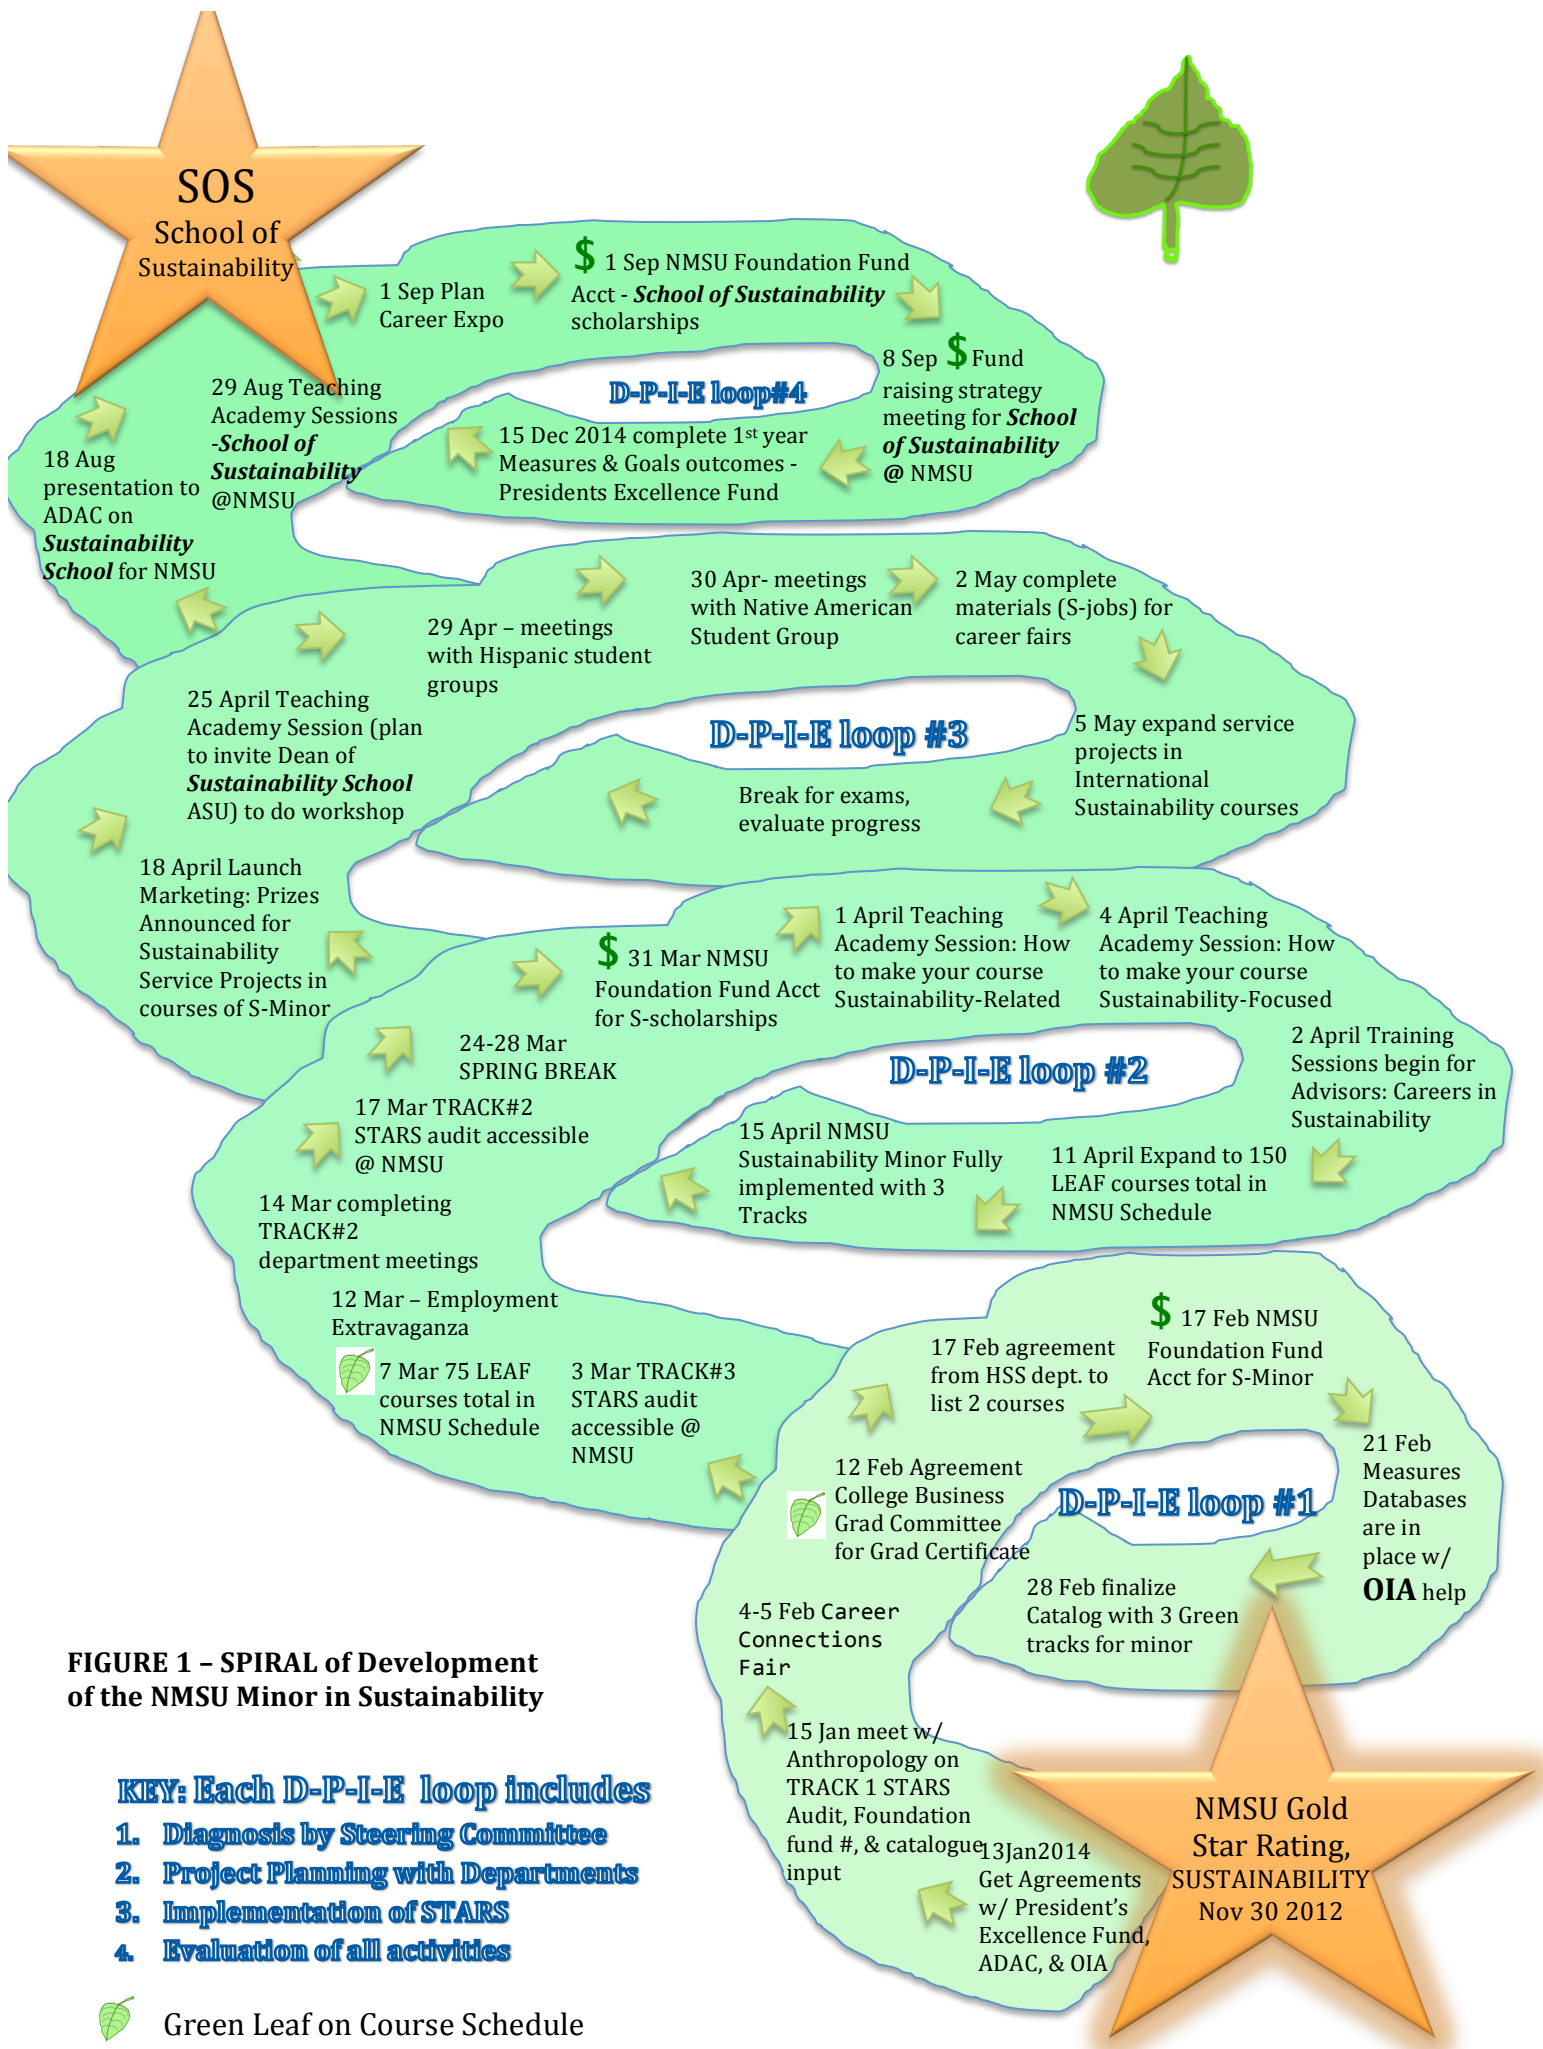 SOS
School of
Sustainability
1 Sep Plan
Career Expo
$ 1 Sep NMSU Foundation Fund
Acct - School of Sustainability
scholarships
8 Sep $ Fund
raising strategy
meeting for School
of Sustainability
@ NMSU
D-P-I-E loop#4
15 Dec 2014 complete 1st year
Measures & Goals outcomes -
Presidents Excellence Fund
29 Aug Teaching
Academy Sessions
-School of
Sustainability
@NMSU
18 Aug
presentation to
ADAC on
Sustainability
School for NMSU
29 Apr – meetings
with Hispanic student
groups
30 Apr- meetings
with Native American
Student Group
2 May complete
materials (S-jobs) for
career fairs
25 April Teaching
Academy Session (plan
to invite Dean of
Sustainability School
ASU) to do workshop
D-P-I-E loop #3
5 May expand service
projects in
International
Sustainability courses
Break for exams,
evaluate progress
18 April Launch
Marketing: Prizes
Announced for
Sustainability
Service Projects in
courses of S-Minor
$ 31 Mar NMSU
Foundation Fund Acct
for S-scholarships
1 April Teaching
Academy Session: How
to make your course
Sustainability-Related
4 April Teaching
Academy Session: How
to make your course
Sustainability-Focused
24-28 Mar
SPRING BREAK
D-P-I-E loop #2
2 April Training
Sessions begin for
Advisors: Careers in
Sustainability
17 Mar TRACK#2
STARS audit accessible
@ NMSU
15 April NMSU
Sustainability Minor Fully
implemented with 3
Tracks
11 April Expand to 150
LEAF courses total in
NMSU Schedule
14 Mar completing
TRACK#2
department meetings
12 Mar – Employment
Extravaganza
7 Mar 75 LEAF
courses total in
NMSU Schedule
3 Mar TRACK#3
STARS audit
accessible @
NMSU
17 Feb agreement
from HSS dept. to
list 2 courses
$ 17 Feb NMSU
Foundation Fund
Acct for S-Minor
12 Feb Agreement
College Business
Grad Committee
for Grad Certificate
D-P-I-E loop #1
21 Feb
Measures
Databases
are in
place w/
OIA help
28 Feb finalize
Catalog with 3 Green
tracks for minor
4-5 Feb Career
Connections
Fair
FIGURE 1 – SPIRAL of Development
of the NMSU Minor in Sustainability
15 Jan meet w/
Anthropology on
TRACK 1 STARS
Audit, Foundation
fund #, & catalogue
input
13Jan2014
Get Agreements
w/ President's
Excellence Fund,
ADAC, & OIA
NMSU Gold
Star Rating,
SUSTAINABILITY
Nov 30 2012
KEY: Each D-P-I-E loop includes
1. Diagnosis by Steering Committee
2. Project Planning with Departments
3. Implementation of STARS
4. Evaluation of all activities
Green Leaf on Course Schedule